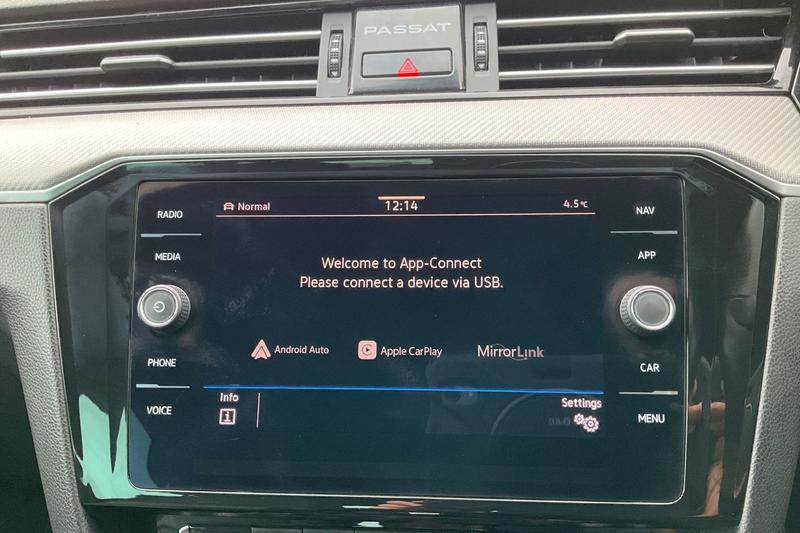 PASSAT
RADIO
MEDIA
PHONE
VOICE
Normal
12:14
4.5°C
Welcome to App-Connect
Please connect a device via USB.
Android Auto
Apple CarPlay
MirrorLink
Info
i
Settings
NAV
APP
CAR
MENU